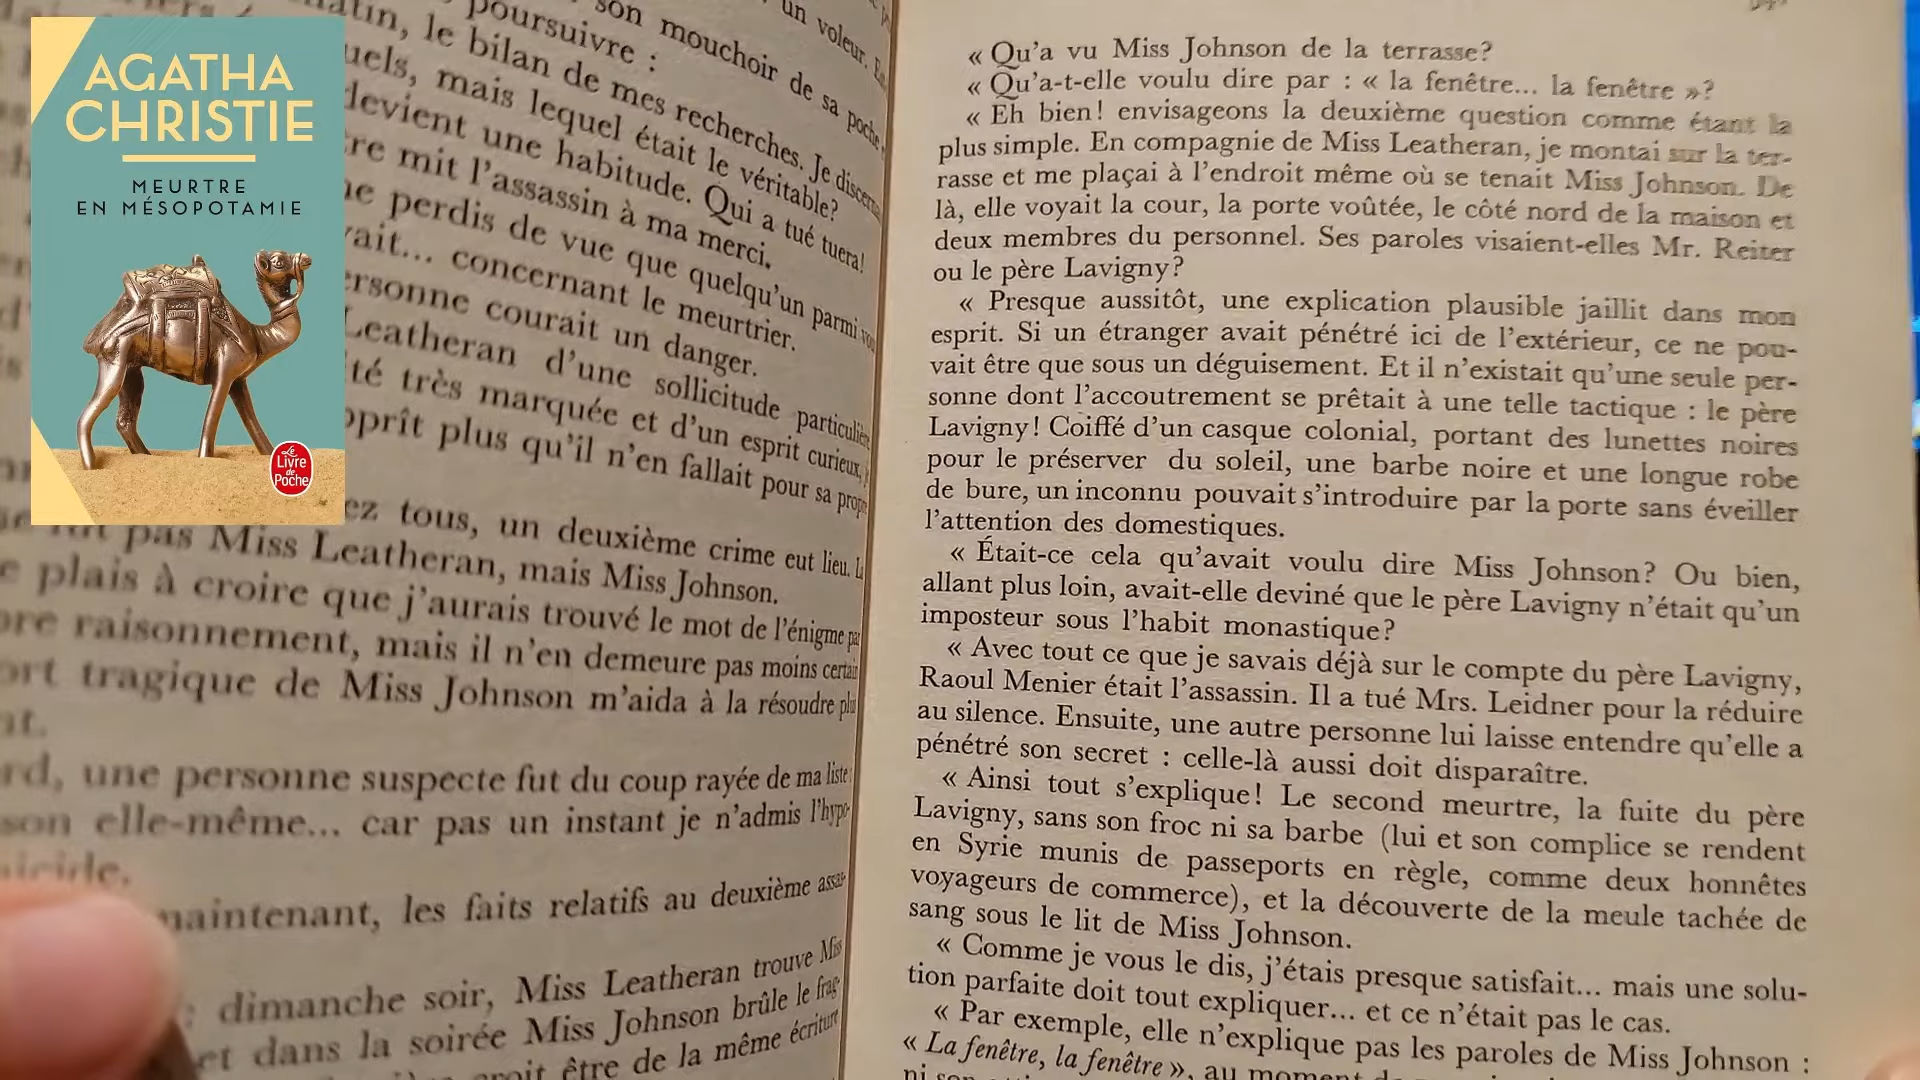 AGATHA
CHRISTIE
MEURTRE
EN MÉSOPOTAMIE
Le
Livre
de
Poche
son mouchoir de sa poche
un voleur.
poursuivre :
, le bilan de mes recherches. Je
mais lequel était le véritable?
devient une habitude. Qui a tué tuera!
mit l'assassin à ma merci.
perdis de vue que quelqu'un parmi
concernant le meurtrier.
courait un danger.
Leatheran d'une sollicitude particulière
très marquée et d'un esprit curieux,
plus qu'il n'en fallait pour sa
tous, un deuxième crime eut lieu.
pas Miss Leatheran, mais Miss Johnson.
plais à croire que j'aurais trouvé le mot de l'énigme
raisonnement, mais il n'en demeure pas moins
tragique de Miss Johnson m'aida à la résoudre
une personne suspecte fut du coup rayée de ma liste
elle-même... car pas un instant je n'admis l'hypo-
maintenant, les faits relatifs au deuxième
dimanche soir, Miss Leatheran trouve Miss
et dans la soirée Miss Johnson brûle le
être de la même écriture
« Qu'a vu Miss Johnson de la terrasse?
« Qu'a-t-elle voulu dire par : « la fenêtre... la fenêtre »?
« Eh bien! envisageons la deuxième question comme étant la
plus simple. En compagnie de Miss Leatheran, je montai sur la ter-
rasse et me plaçai à l'endroit même où se tenait Miss Johnson. De
là, elle voyait la cour, la porte voûtée, le côté nord de la maison et
deux membres du personnel. Ses paroles visaient-elles Mr. Reiter
ou le père Lavigny?
« Presque aussitôt, une explication plausible jaillit dans mon
esprit. Si un étranger avait pénétré ici de l'extérieur, ce ne pou-
vait être que sous un déguisement. Et il n'existait qu'une seule per-
sonne dont l'accoutrement se prêtait à une telle tactique : le père
Lavigny! Coiffé d'un casque colonial, portant des lunettes noires
pour le préserver du soleil, une barbe noire et une longue robe
de bure, un inconnu pouvait s'introduire par la porte sans éveiller
l'attention des domestiques.
« Était-ce cela qu'avait voulu dire Miss Johnson? Ou bien,
allant plus loin, avait-elle deviné que le père Lavigny n'était qu'un
imposteur sous l'habit monastique?
« Avec tout ce que je savais déjà sur le compte du père Lavigny,
Raoul Menier était l'assassin. Il a tué Mrs. Leidner pour la réduire
au silence. Ensuite, une autre personne lui laisse entendre qu'elle a
pénétré son secret : celle-là aussi doit disparaître.
« Ainsi tout s'explique! Le second meurtre, la fuite du père
Lavigny, sans son froc ni sa barbe (lui et son complice se rendent
en Syrie munis de passeports en règle, comme deux honnêtes
voyageurs de commerce), et la découverte de la meule tachée de
sang sous le lit de Miss Johnson.
« Comme je vous le dis, j'étais presque satisfait... mais une solu-
tion parfaite doit tout expliquer... et ce n'était pas le cas.
« Par exemple, elle n'explique pas les paroles de Miss Johnson :
« La fenêtre, la fenêtre », au moment